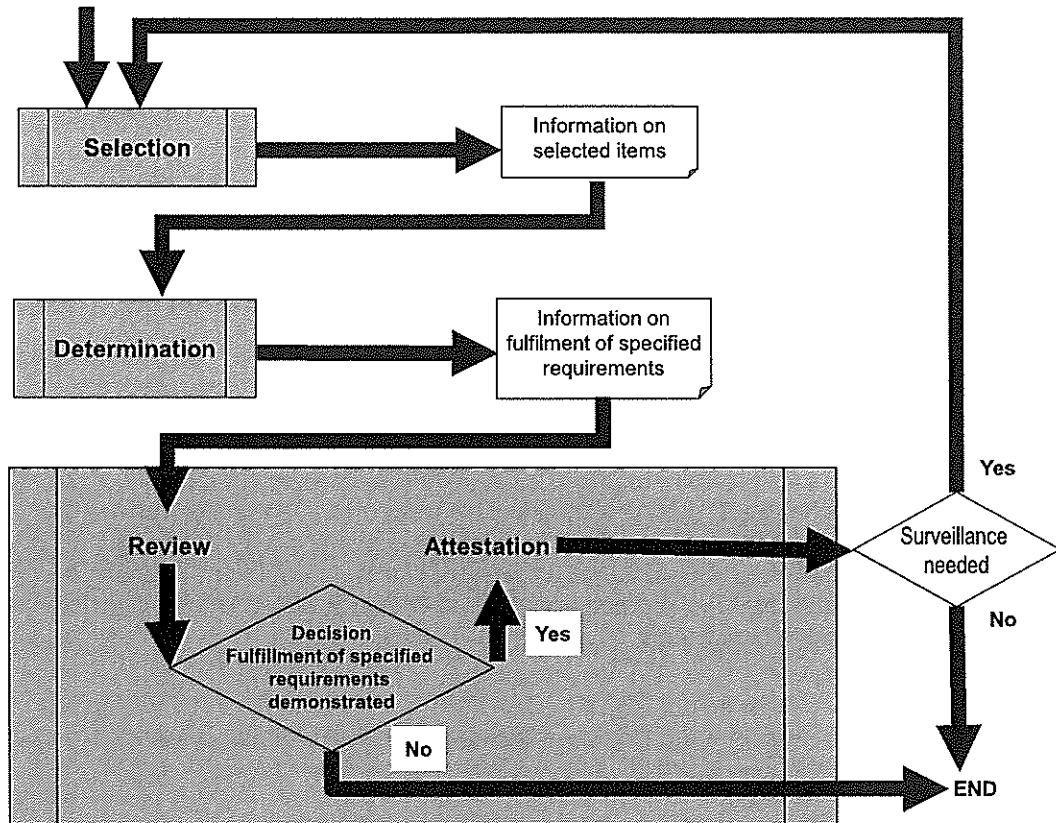 Selection
Information on
selected items
Determination
Information on
fulfilment of specified
requirements
Yes
Surveillance
needed
No
Review
Attestation
Yes
Decision
Fulfillment of specified
requirements
demonstrated
No
END